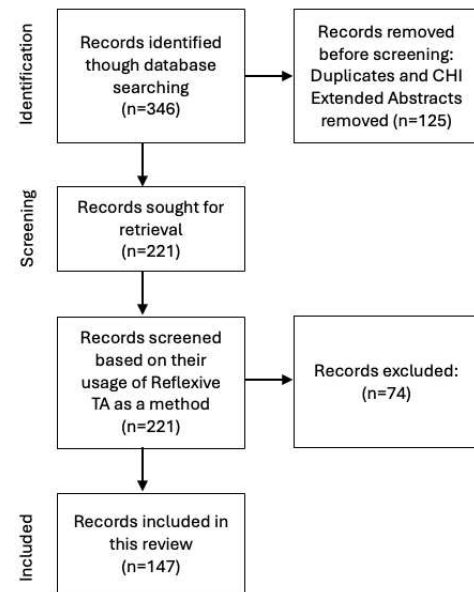 Identification
Records identified
though database
searching
(n=346)
Records removed
before screening:
Duplicates and CHI
Extended Abstracts
removed (n=125)
Screening
Records sought for
retrieval
(n=221)
Records screened
based on their
usage of Reflexive
TA as a method
(n=221)
Records excluded:
(n=74)
Included
Records included in
this review
(n=147)